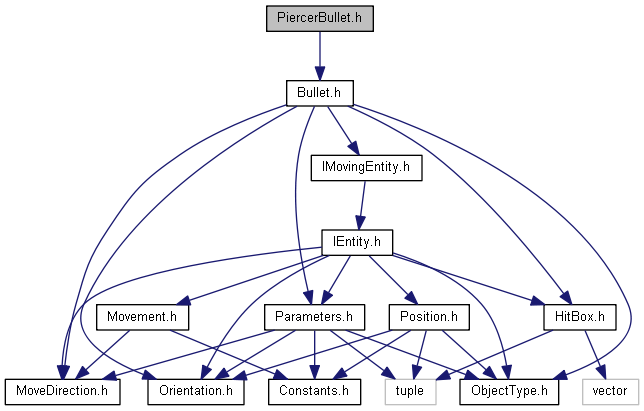 PiercerBullet.h
Bullet.h
IMovingEntity.h
IEntity.h
Movement.h
Parameters.h
Position.h
HitBox.h
MoveDirection.h
Orientation.h
Constants.h
tuple
ObjectType.h
vector